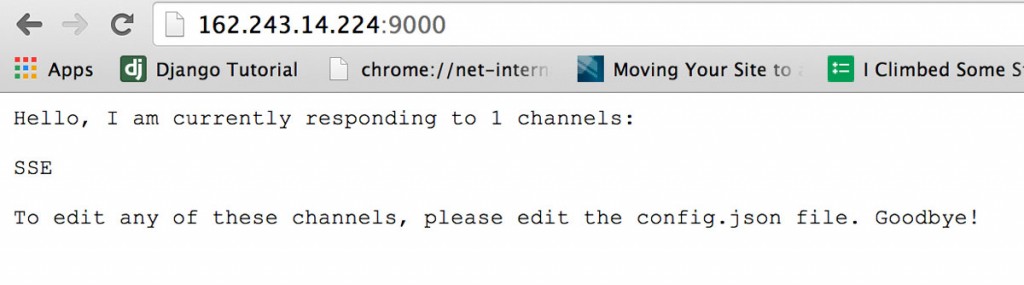 162.243.14.224:9000
Apps dj Django Tutorial chrome://net-intern Moving Your Site to I Climbed Some
Hello, I am currently responding to 1 channels:
SSE
To edit any of these channels, please edit the config.json file. Goodbye!